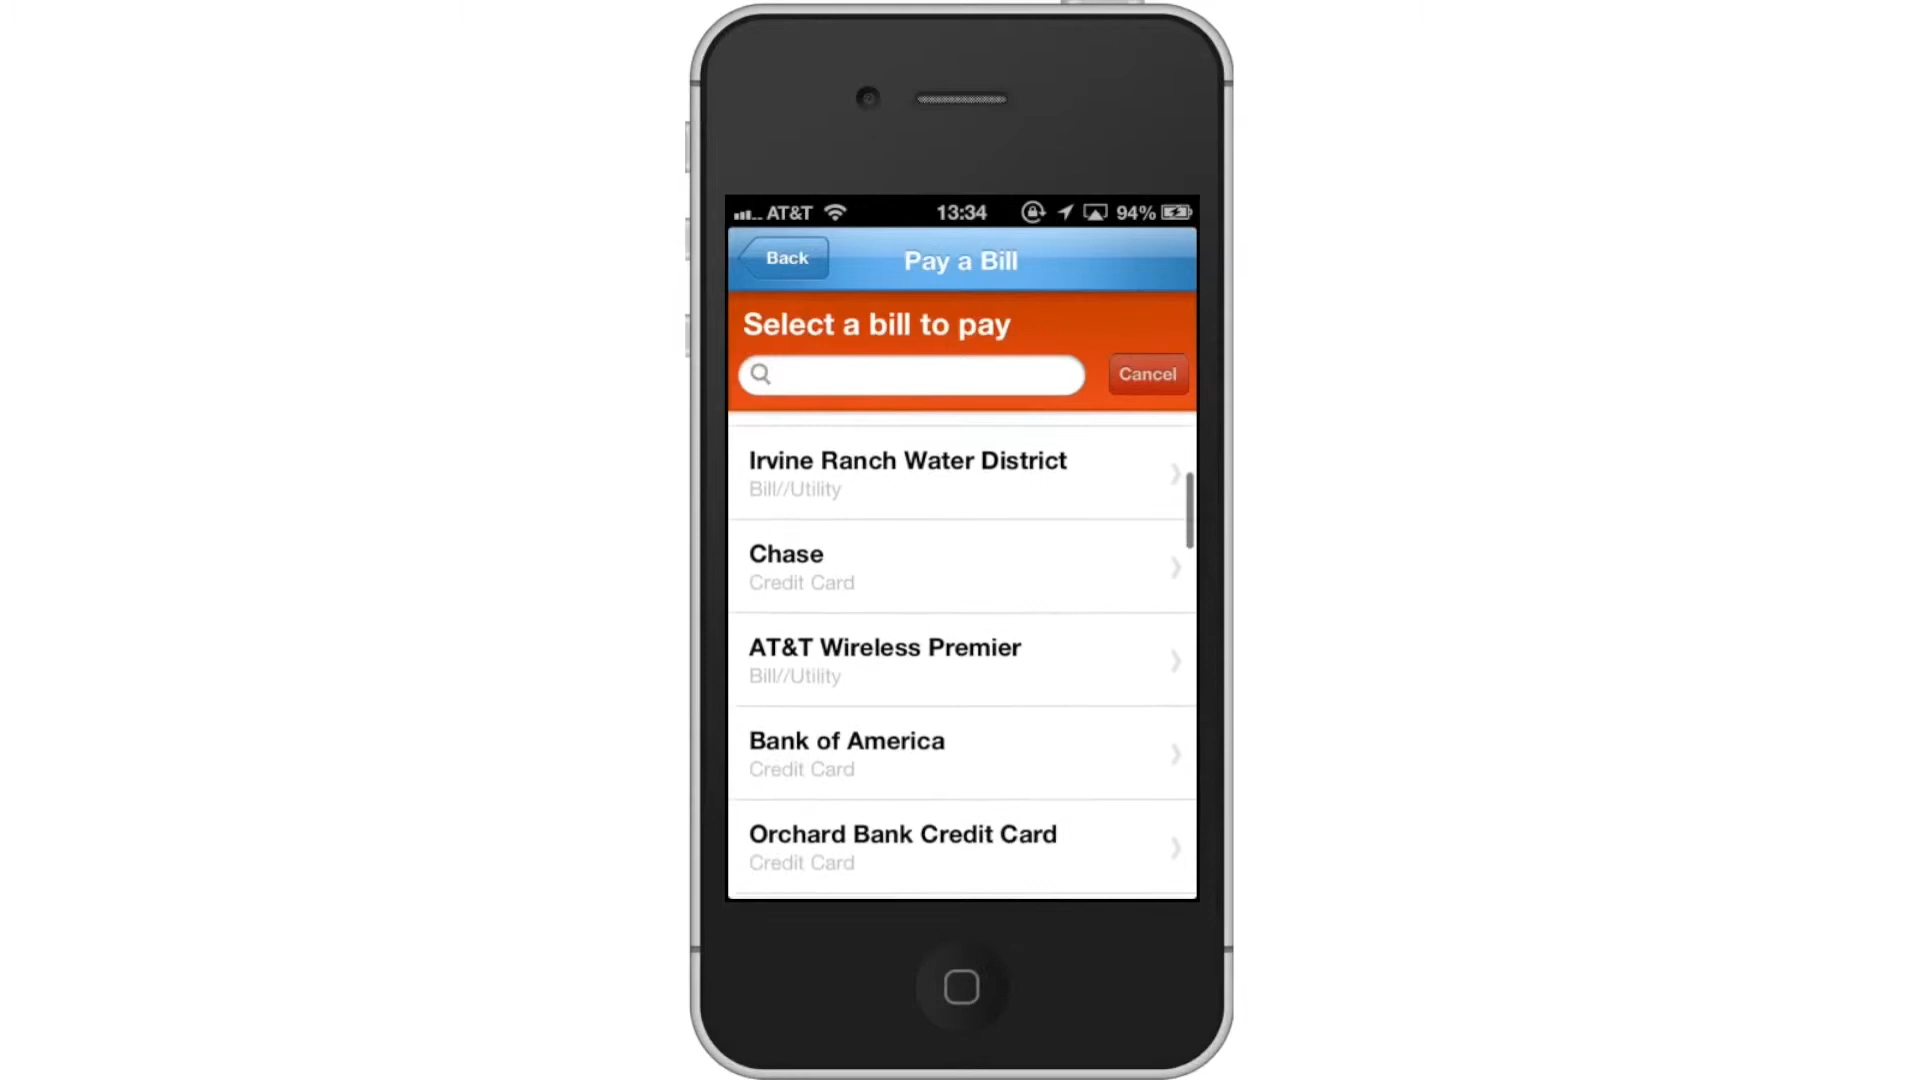 AT&T 13:34 94%
Back Pay a Bill
Select a bill to pay
Cancel
Irvine Ranch Water District
Bill//Utility
Chase
Credit Card
AT&T Wireless Premier
Bill//Utility
Bank of America
Credit Card
Orchard Bank Credit Card
Credit Card